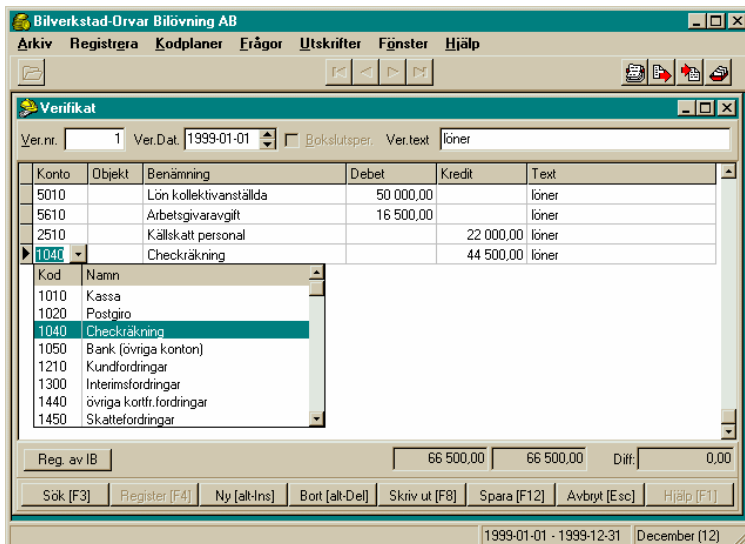 Bilverkstad-Orvar Bilövning AB
Arkiv Registrera Kodplaner Frågor Utskrifter Fönster Hjälp
Verifikat
Ver.nr. 1 Ver.Dat. 1999-01-01 Bokslutsper. Ver.text löner
Konto Objekt Benämning Debet Kredit Text
5010 Lön kollektivanställda 50 000,00 löner
5610 Arbetsgivaravgift 16 500,00 löner
2510 Källskatt personal 22 000,00 löner
1040 Checkräkning 44 500,00 löner
Kod Namn
1010 Kassa
1020 Postgiro
1040 Checkräkning
1050 Bank (övriga konton)
1210 Kundfordringar
1300 Interimsfordringar
1440 övriga kortfr.fordringar
1450 Skattefordringar
Reg. av IB 66 500,00 66 500,00 Diff: 0,00
Sök [F3] Register [F4] Ny [alt-Ins] Bort [alt-Del] Skriv ut [F8] Spara [F12] Avbryt [Esc] Hjälp [F1]
1999-01-01 - 1999-12-31 December (12)